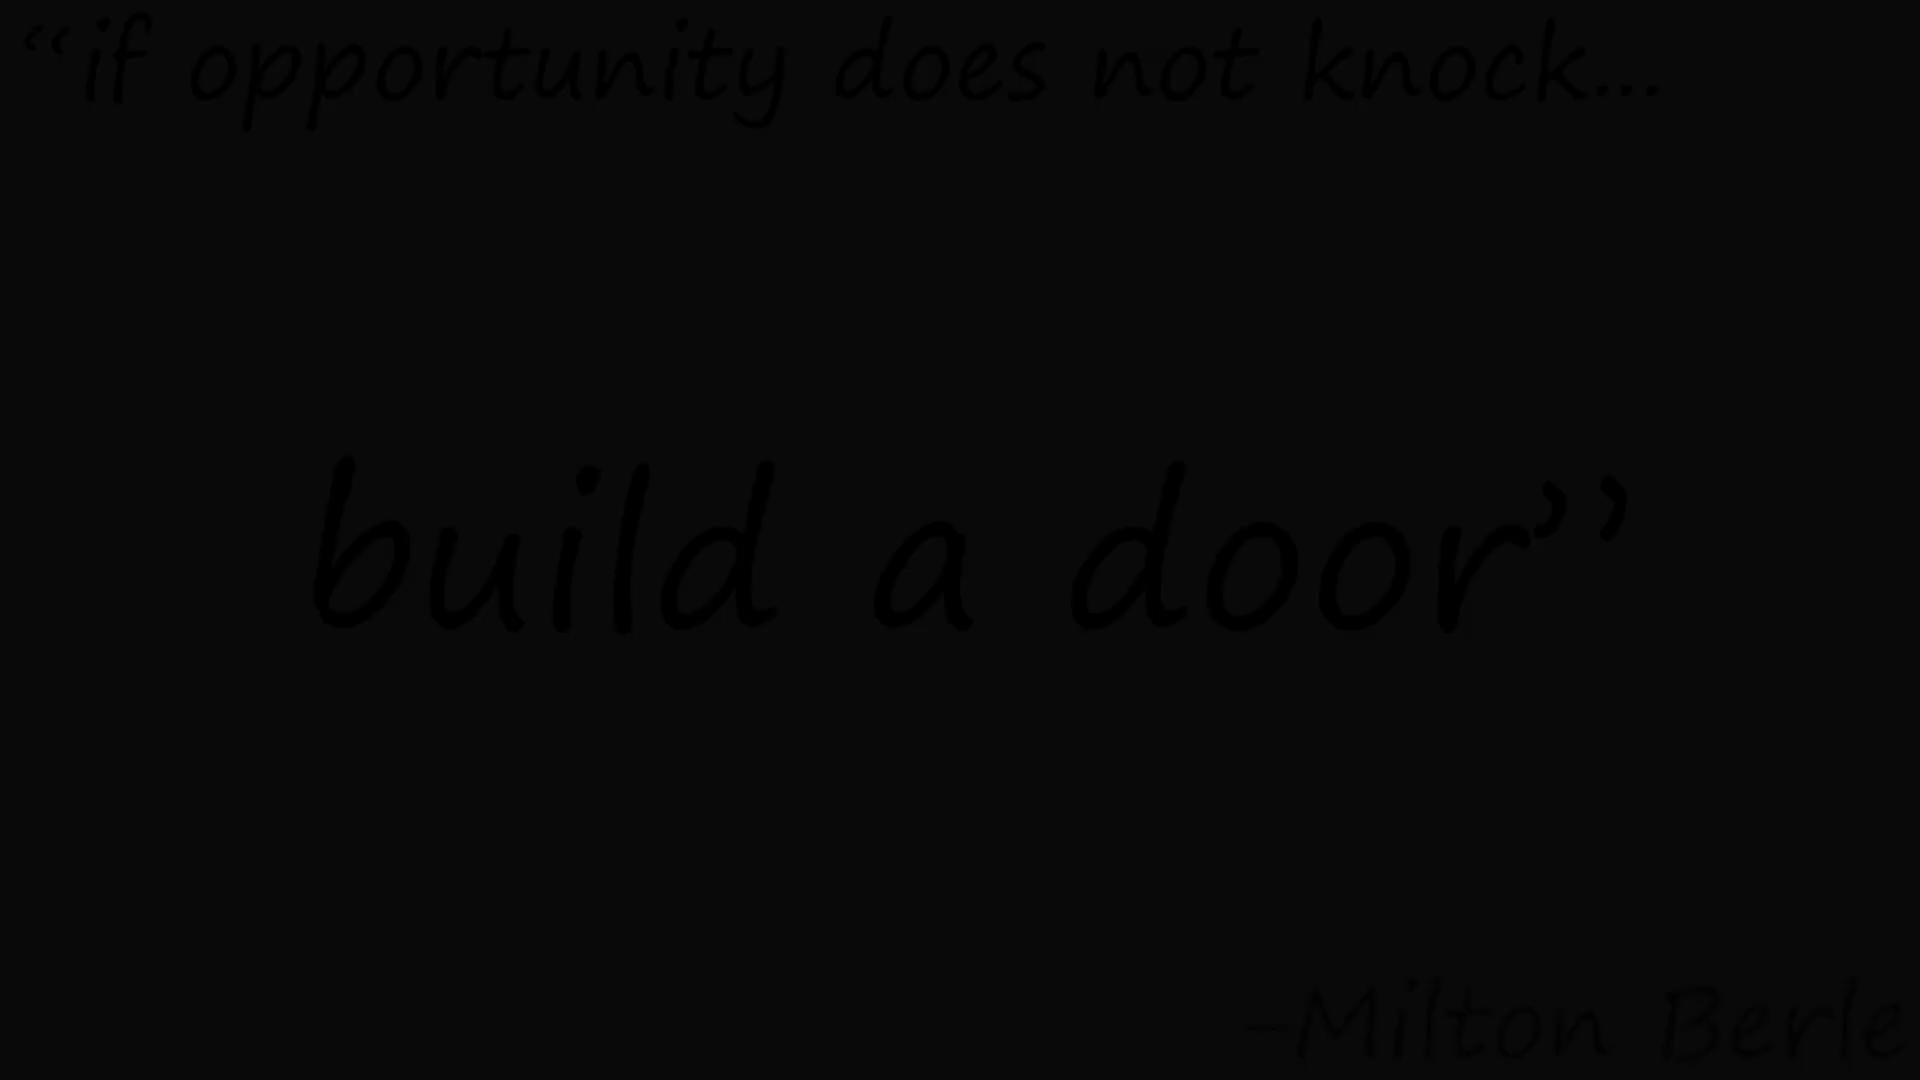 “if opportunity does not knock...
build a door”
-Milton Berle